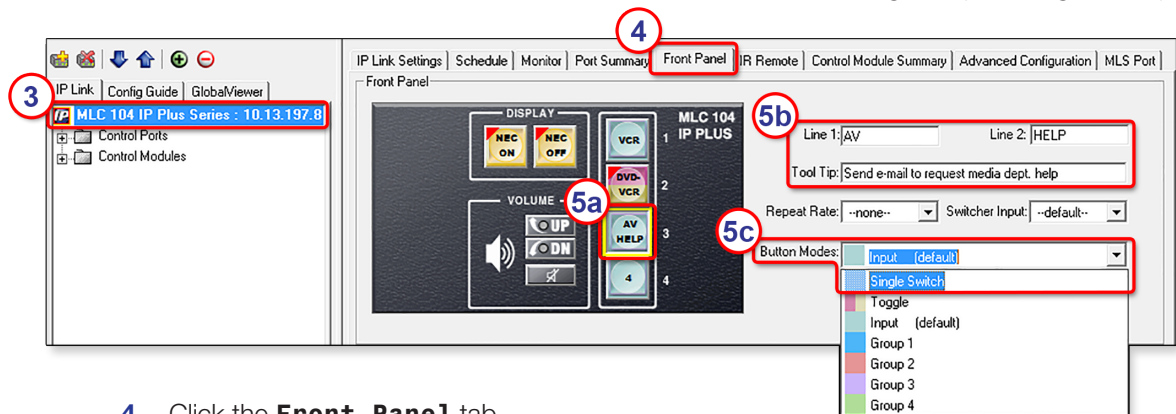 4
IP Link Settings | Schedule | Monitor | Port Summary | Front Panel | IR Remote | Control Module Summary | Advanced Configuration | MLS Port
3
IP Link | Config Guide | GlobalViewer
IP MLC 104 IP Plus Series : 10.13.197.8
Control Ports
Control Modules
Front Panel
DISPLAY
NEC ON
NEC OFF
VOLUME
UP
DN
MLC 104
IP PLUS
VCR 1
DVD-VCR 2
5a
AV HELP 3
4 4
5b
Line 1: AV Line 2: HELP
Tool Tip: Send e-mail to request media dept. help
Repeat Rate: --none-- Switcher Input: --default--
5c
Button Modes: Input (default)
Single Switch
Toggle
Input (default)
Group 1
Group 2
Group 3
Group 4
4 Click the Front Panel tab